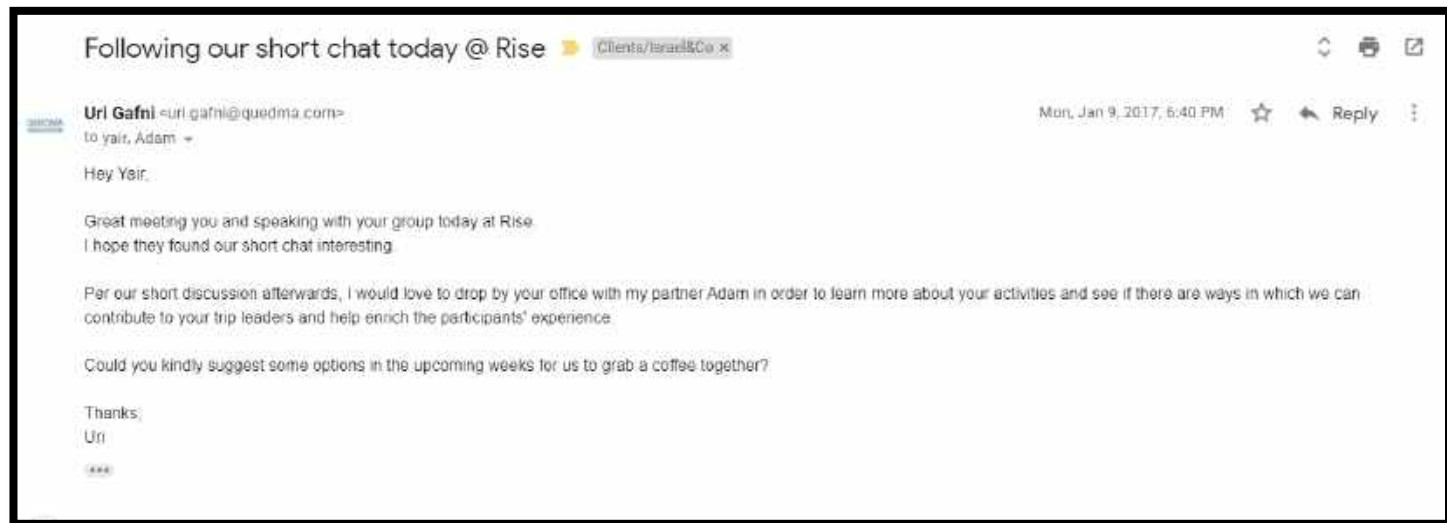 Following our short chat today @ Rise
Clients/Israel&Co ×
Uri Gafni <uri.gafni@quedma.com>
Mon, Jan 9, 2017, 6:40 PM
Reply
to yair, Adam
Hey Yair,
Great meeting you and speaking with your group today at Rise.
I hope they found our short chat interesting.
Per our short discussion afterwards, I would love to drop by your office with my partner Adam in order to learn more about your activities and see if there are ways in which we can
contribute to your trip leaders and help enrich the participants' experience.
Could you kindly suggest some options in the upcoming weeks for us to grab a coffee together?
Thanks,
Uri